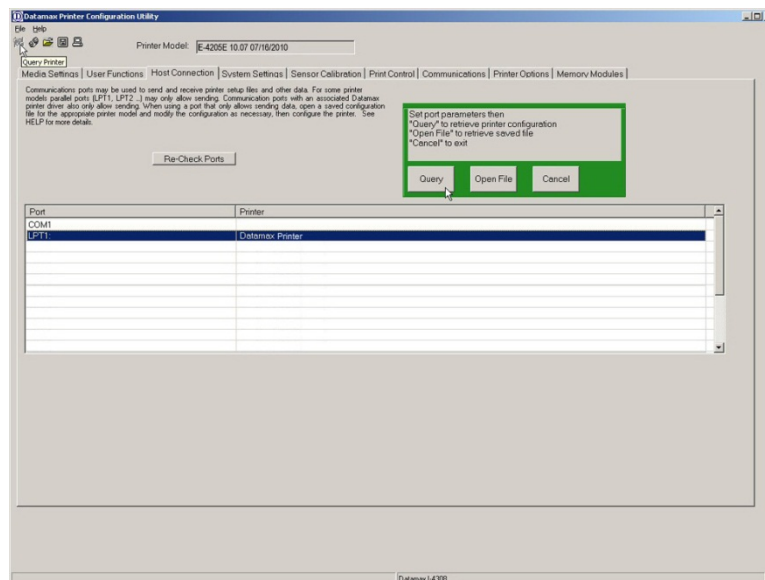 Datamax Printer Configuration Utility
File Help
Printer Model: E-4205E 10.07 07/16/2010
Query Printer
Media Settings User Functions Host Connection System Settings Sensor Calibration Print Control Communications Printer Options Memory Modules
Communications ports may be used to send and receive printer setup files and other data. For some printer
models parallel ports (LPT1, LPT2 ...) may only allow sending. Communication ports with an associated Datamax
printer driver also only allow sending. When using a port that only allows sending data, open a saved configuration
file for the appropriate printer model and modify the configuration as necessary, then configure the printer. See
HELP for more details.
Set port parameters then
"Query" to retrieve printer configuration
"Open File" to retrieve saved file
"Cancel" to exit
Re-Check Ports
Query Open File Cancel
Port Printer
COM1
LPT1: Datamax Printer
Datamax I-4308